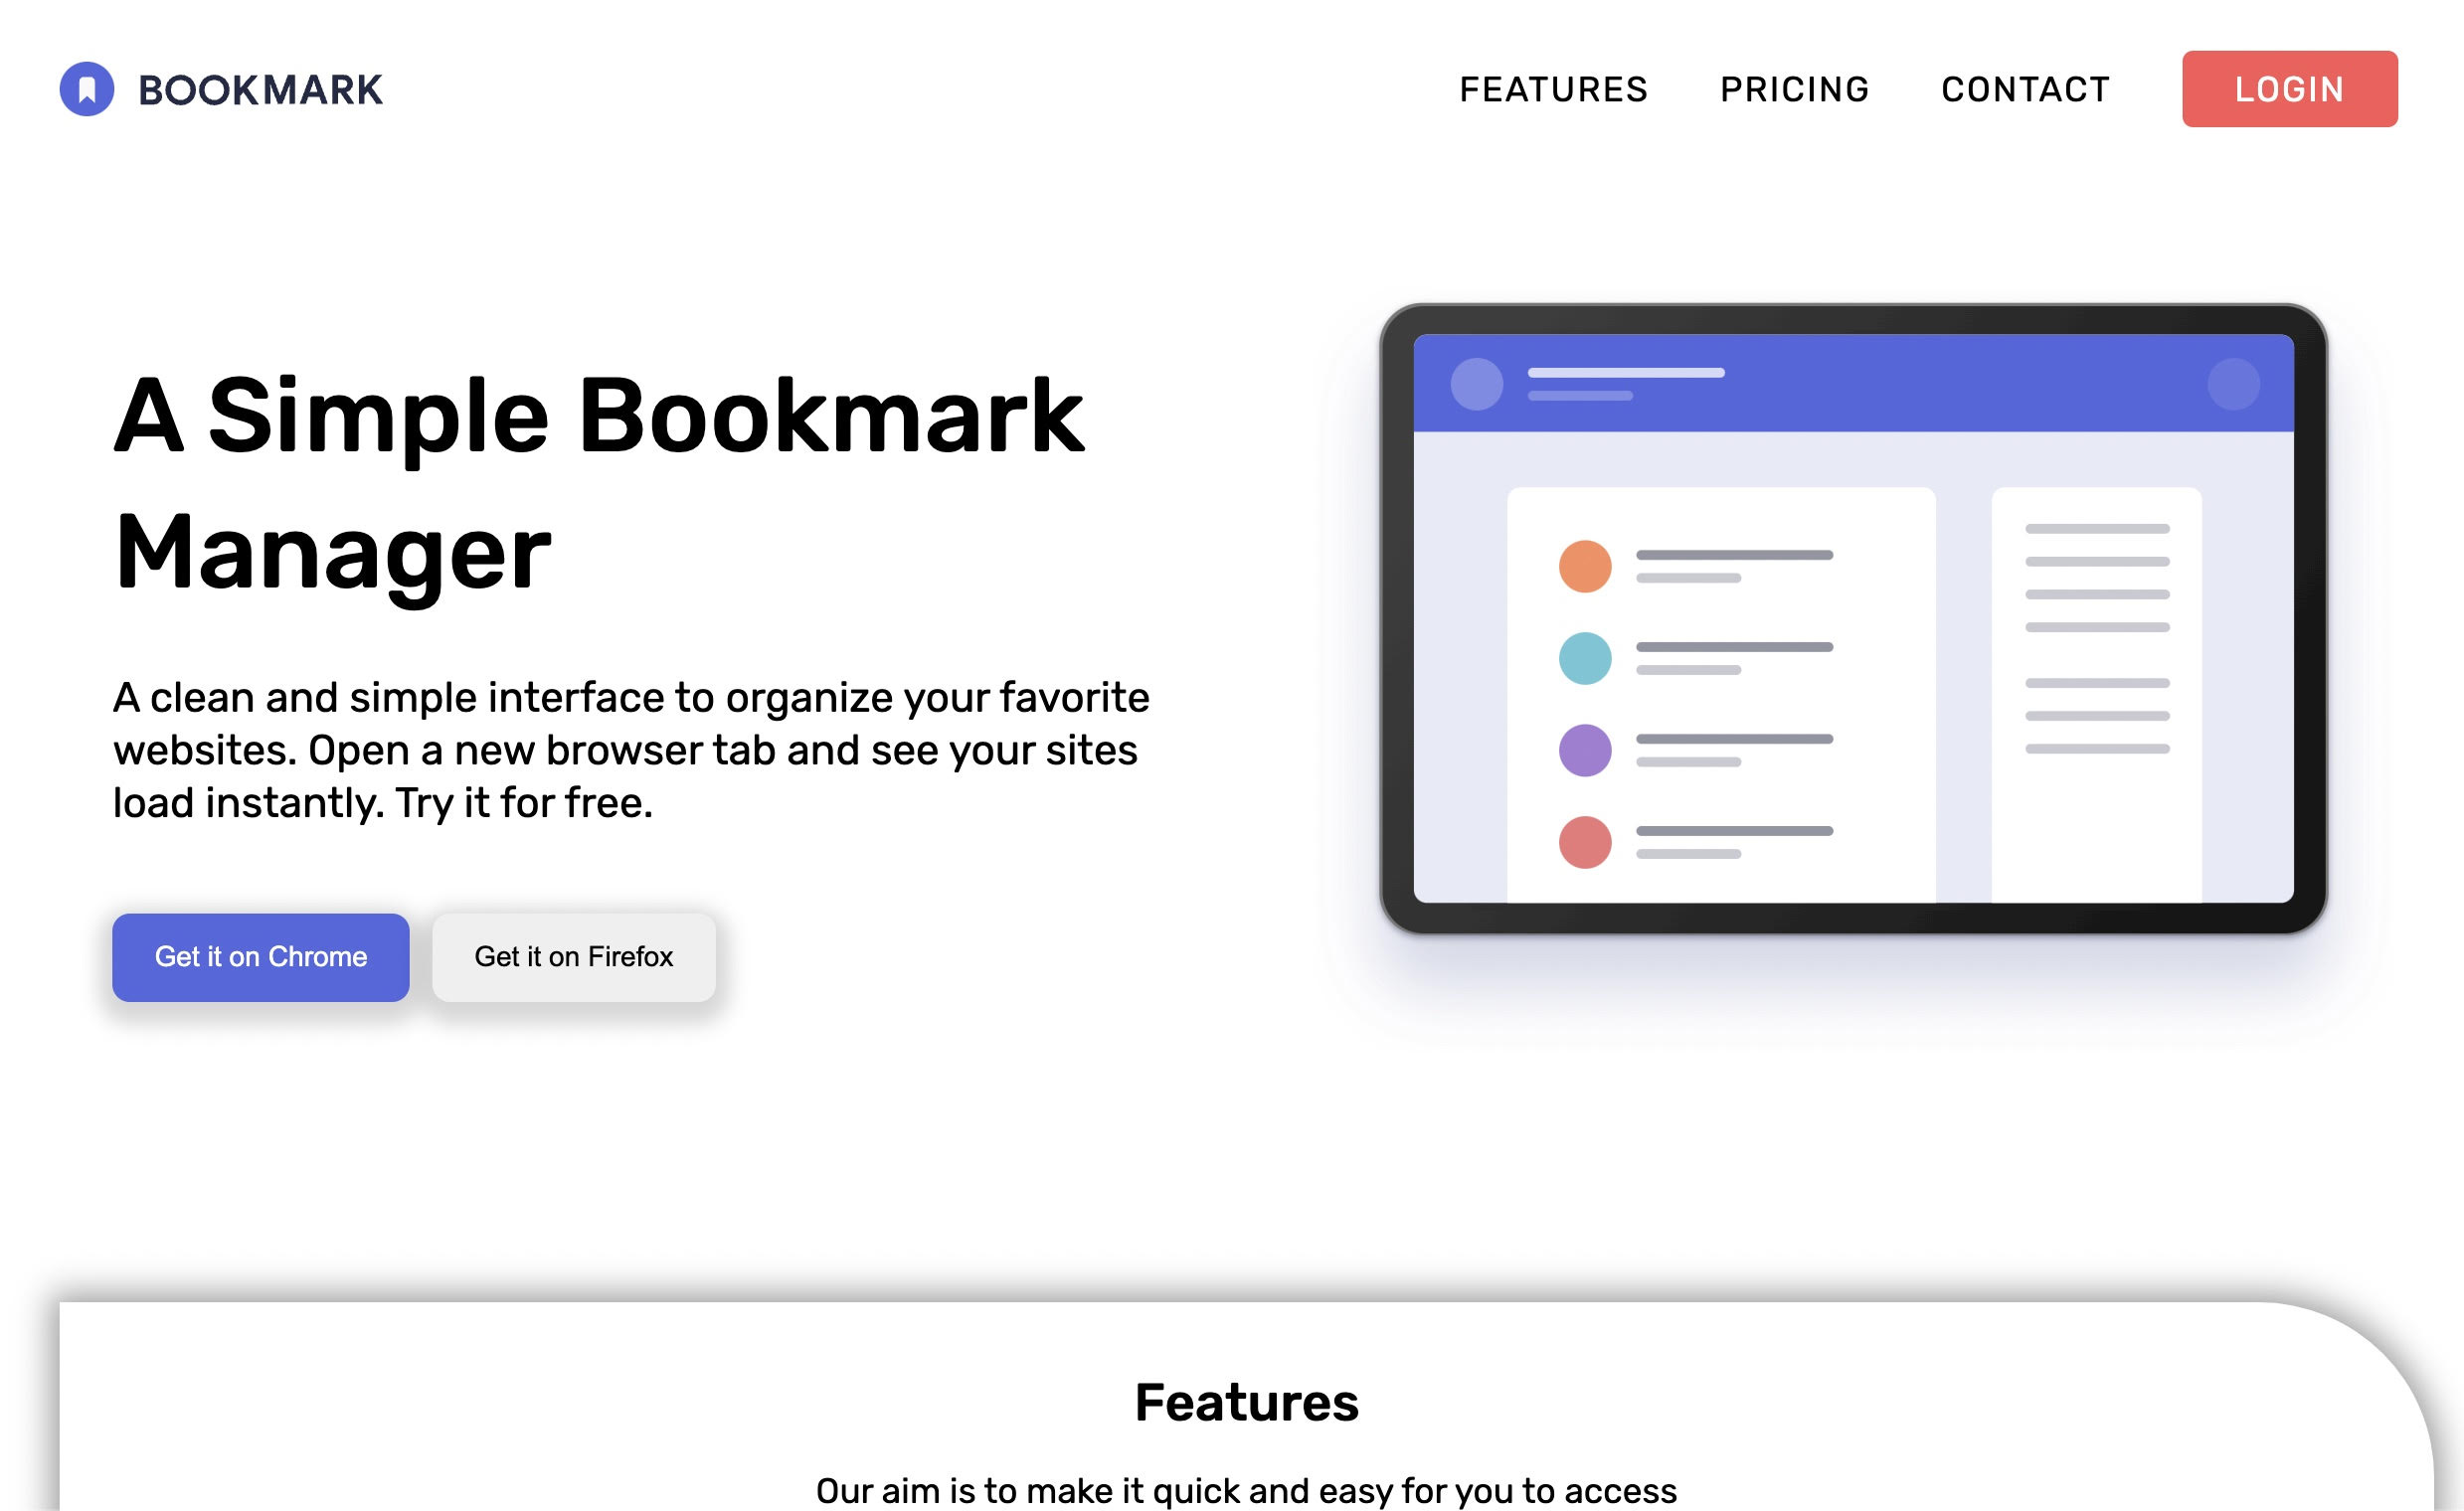 BOOKMARK
FEATURES PRICING CONTACT LOGIN
A Simple Bookmark
Manager
A clean and simple interface to organize your favorite
websites. Open a new browser tab and see your sites
load instantly. Try it for free.
Get it on Chrome Get it on Firefox
Features
Our aim is to make it quick and easy for you to access